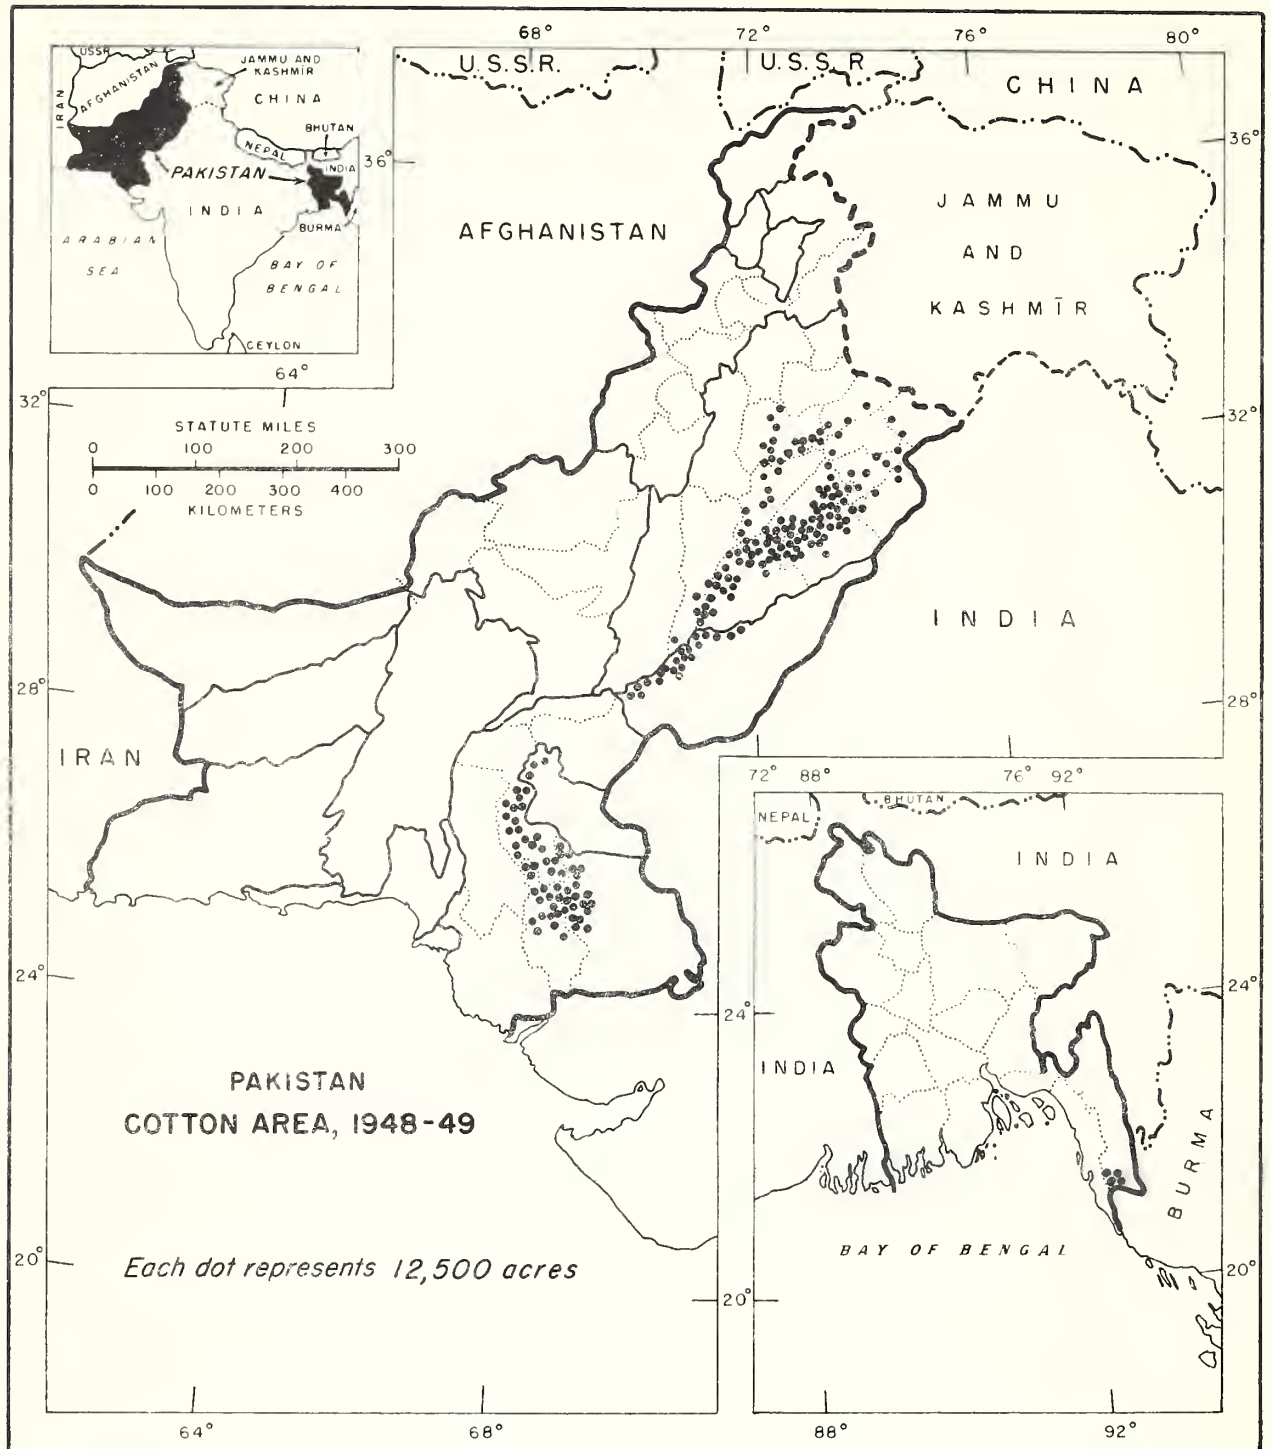 68°
72°
76°
80°
USSR
AFGHANISTAN
JAMMU AND
KASHMIR
IRAN
CHINA
BHUTAN
NEPAL
INDIA
PAKISTAN
INDIA
BURMA
ARABIAN
SEA
BAY OF
BENGAL
CEYLON
U.S.S.R.
U.S.S.R
CHINA
36°
36°
AFGHANISTAN
JAMMU
AND
KASHMĪR
64°
32°
32°
STATUTE MILES
0 100 200 300
0 100 200 300 400
KILOMETERS
INDIA
28°
28°
IRAN
72° 88°
76° 92°
NEPAL
BHUTAN
INDIA
24°
24°
24°
INDIA
PAKISTAN
COTTON AREA, 1948-49
BURMA
BAY OF BENGAL
20°
Each dot represents 12,500 acres
20°
20°
64°
68°
88°
92°